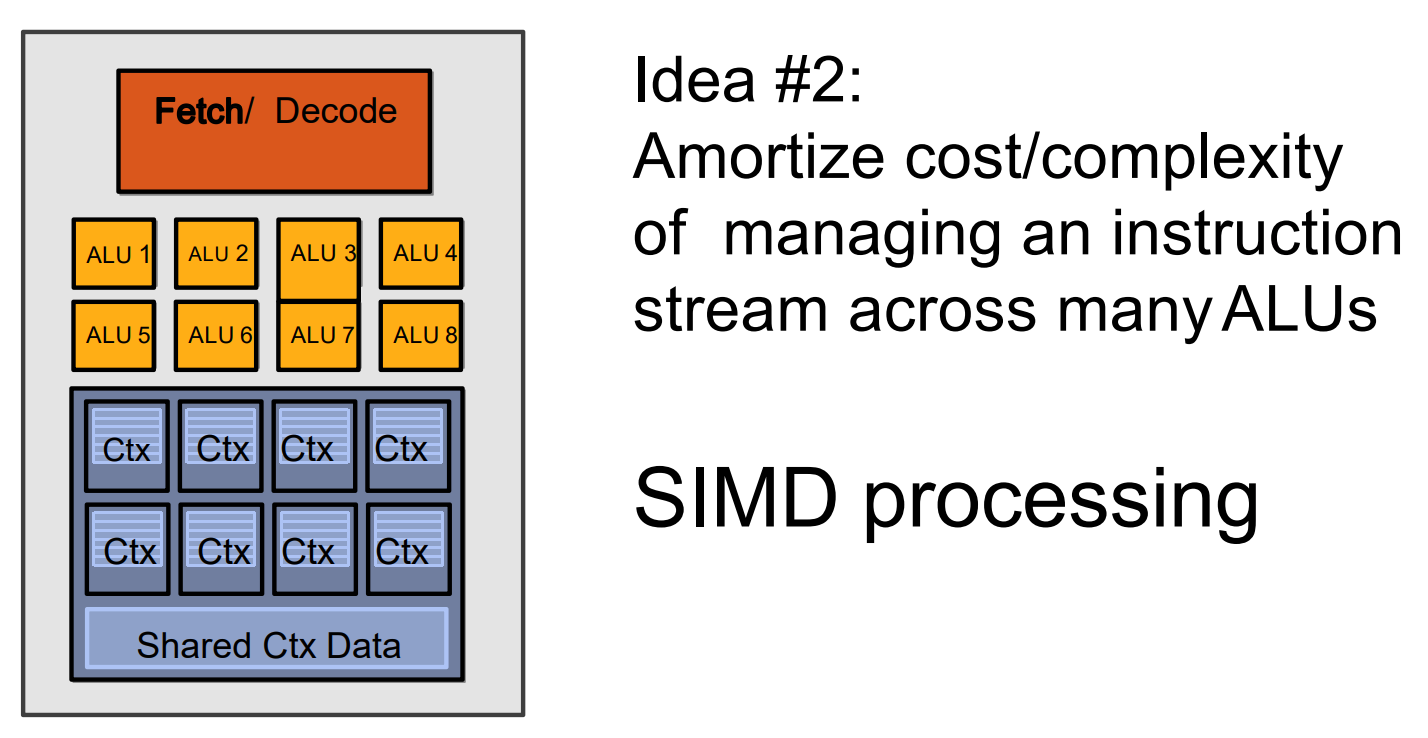 Fetch/ Decode
ALU 1 ALU 2 ALU 3 ALU 4
ALU 5 ALU 6 ALU 7 ALU 8
Ctx Ctx Ctx Ctx
Ctx Ctx Ctx Ctx
Shared Ctx Data
Idea #2:
Amortize cost/complexity
of managing an instruction
stream across many ALUs
SIMD processing